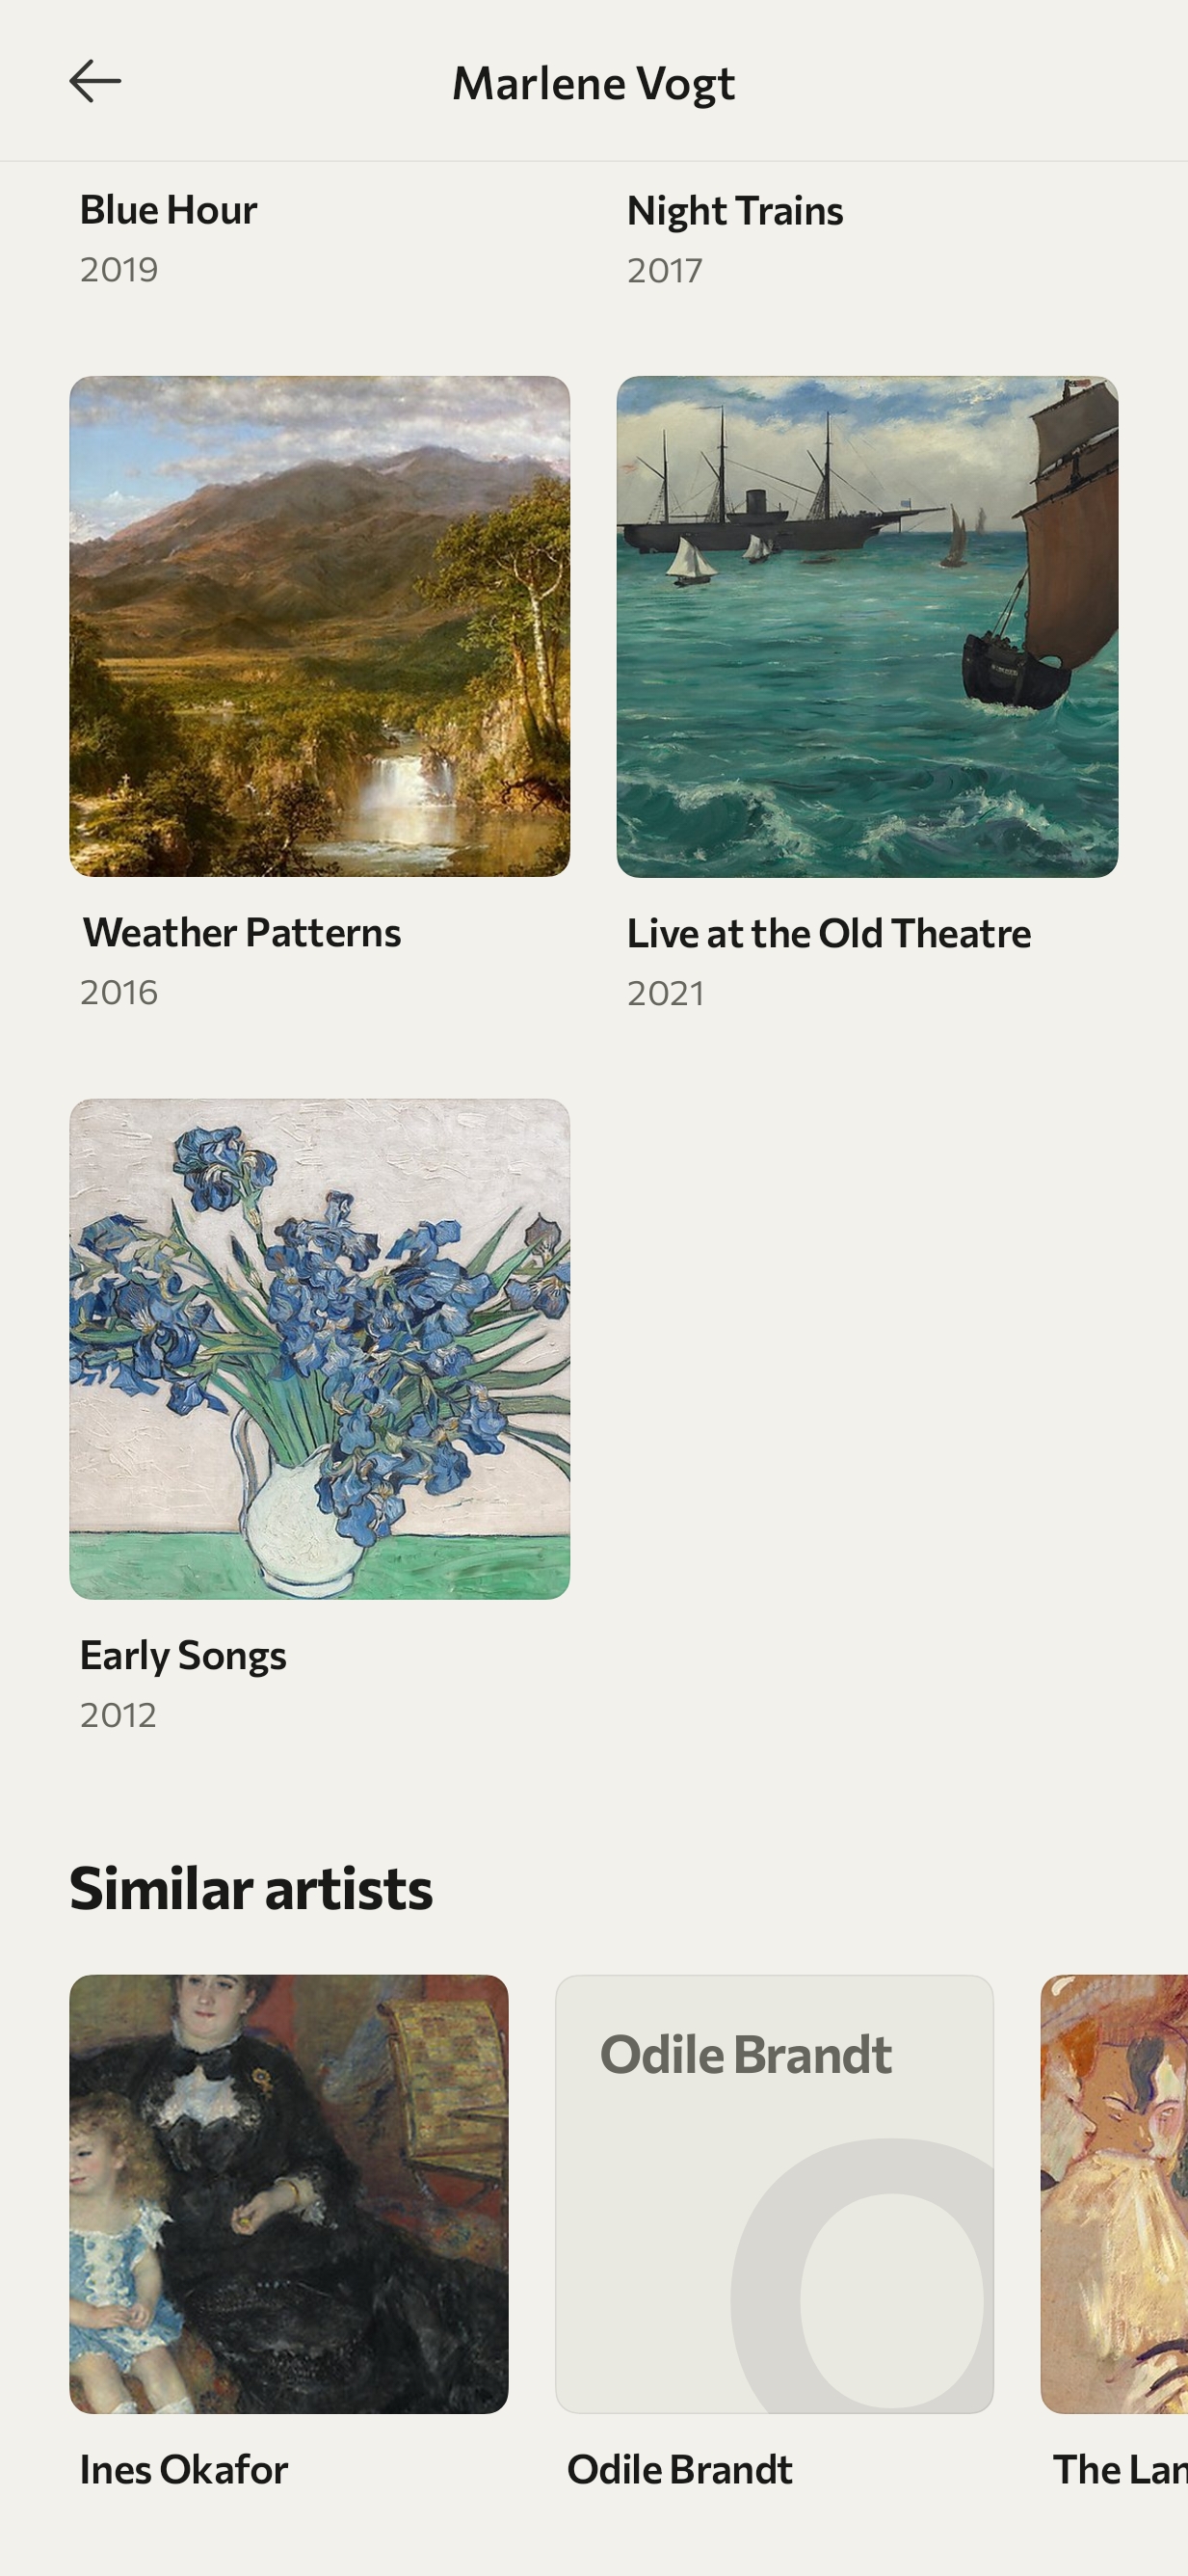 Marlene Vogt
Blue Hour
Night Trains
2019
2017
Weather Patterns
Live at the Old Theatre
2016
2021
Early Songs
2012
Similar artists
Odile Brandt
O
Ines Okafor
Odile Brandt
The